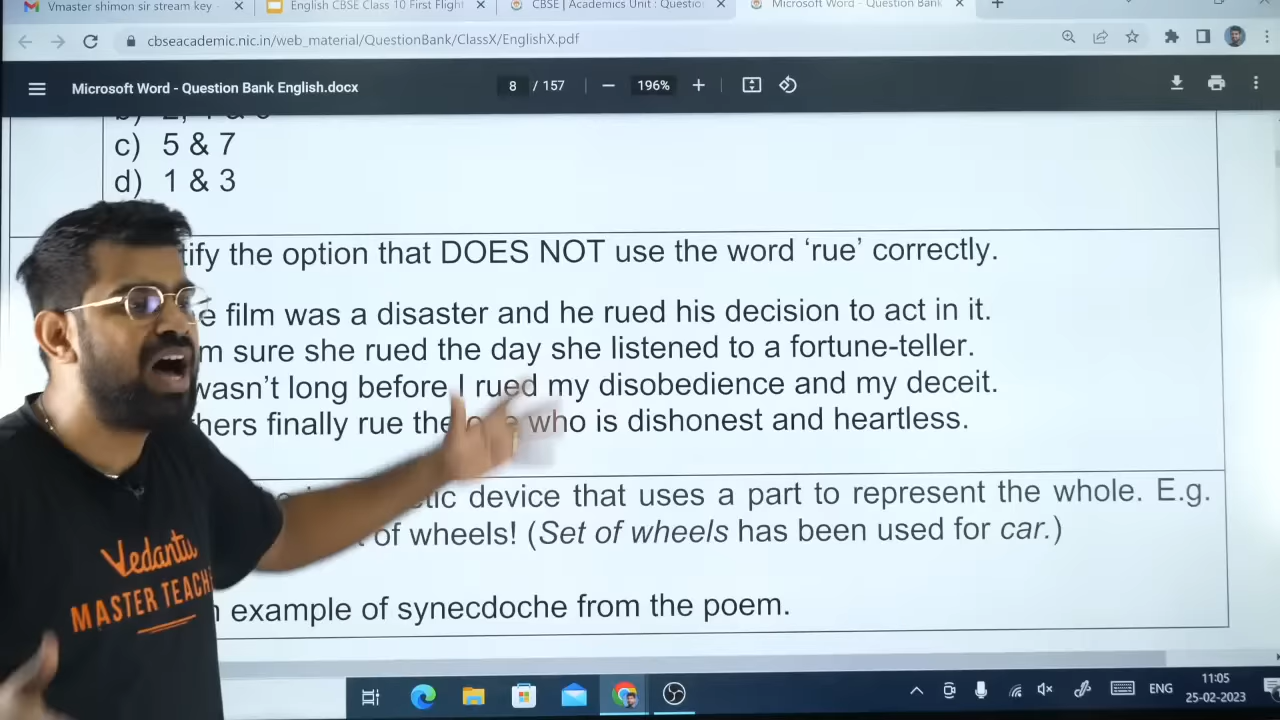 Vmaster shimon sir stream key
English CBSE Class 10 First Flight
CBSE | Academics Unit : Questio
Microsoft Word - Question Bank
cbseacademic.nic.in/web_material/QuestionBank/ClassX/EnglishX.pdf
Microsoft Word - Question Bank English.docx
8 / 157
196%
c) 5 & 7
d) 1 & 3
tify the option that DOES NOT use the word ‘rue’ correctly.
e film was a disaster and he rued his decision to act in it.
m sure she rued the day she listened to a fortune-teller.
wasn’t long before I rued my disobedience and my deceit.
hers finally rue the who is dishonest and heartless.
tic device that uses a part to represent the whole. E.g.
of wheels! (Set of wheels has been used for car.)
example of synecdoche from the poem.
Vedantu
MASTER TEACH
ENG
11:05
25-02-2023